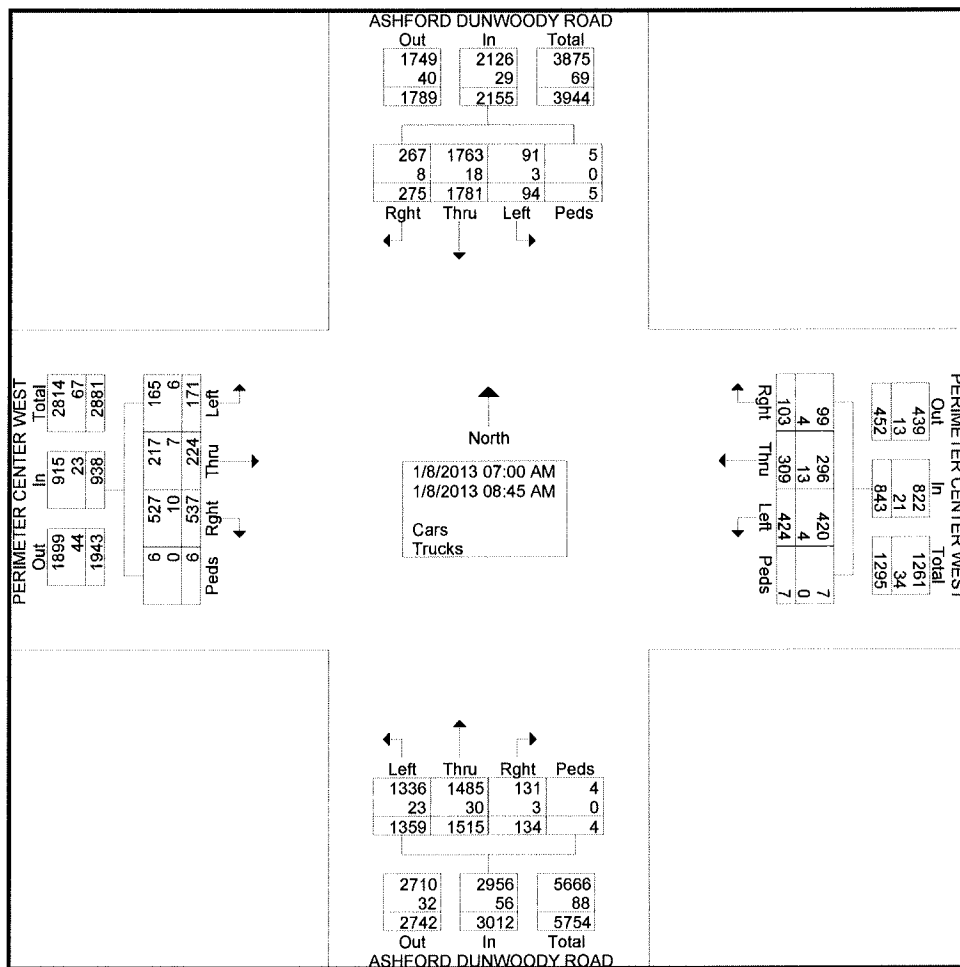 ASHFORD DUNWOODY ROAD
Out In Total
1749 2126 3875
40 29 69
1789 2155 3944
267 1763 91 5
8 18 3 0
275 1781 94 5
Rght Thru Left Peds
PERIMETER CENTER WEST
Total In Out
2814 915 1899
67 23 44
2881 938 1943
165 217 527 6
6 7 10 0
171 224 537 6
Left Thru Rght Peds
North
1/8/2013 07:00 AM
1/8/2013 08:45 AM
Cars
Trucks
Rght Thru Left Peds
99 296 420 7
4 13 4 0
103 309 424 7
Out In Total
439 822 1261
13 21 34
452 843 1295
PERIMETER CENTER WEST
Left Thru Rght Peds
1336 1485 131 4
23 30 3 0
1359 1515 134 4
2710 2956 5666
32 56 88
2742 3012 5754
Out In Total
ASHFORD DUNWOODY ROAD